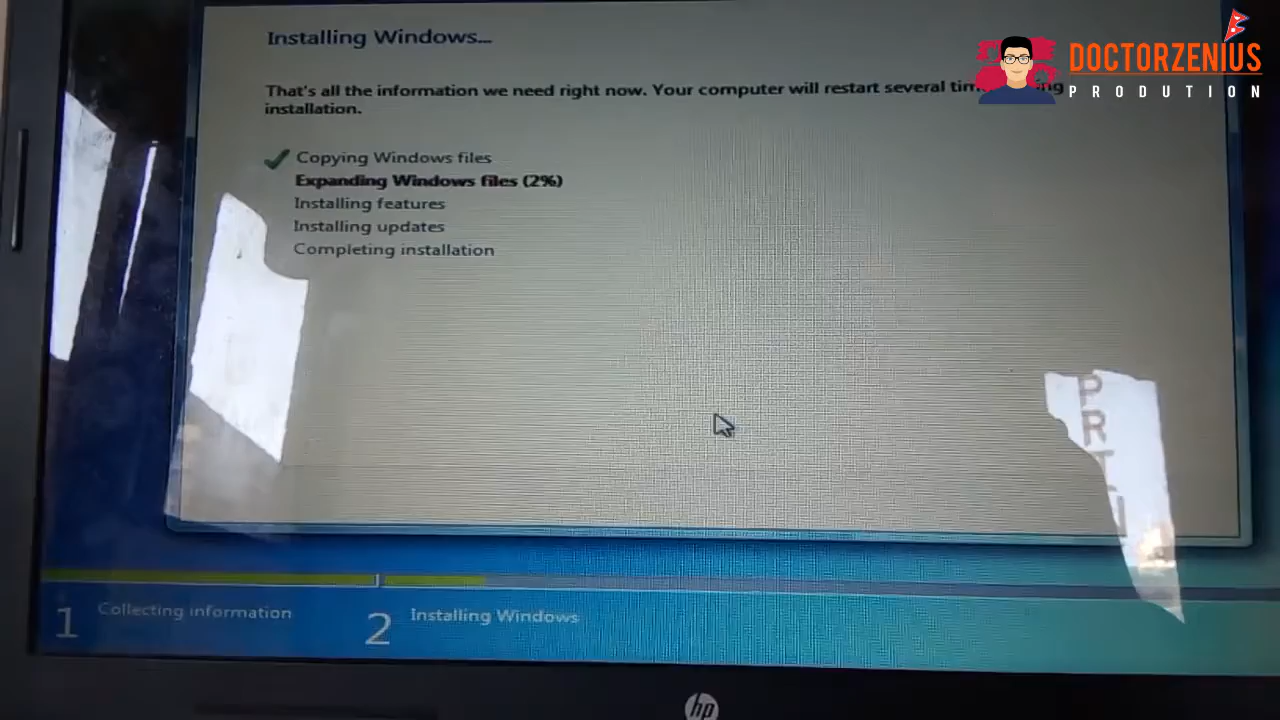 Installing Windows...
DOCTORZENIUS
PRODUTION
That's all the information we need right now. Your computer will restart several
installation.
Copying Windows files
Expanding Windows files (2%)
Installing features
Installing updates
Completing installation
1 Collecting information
2 Installing Windows
hp